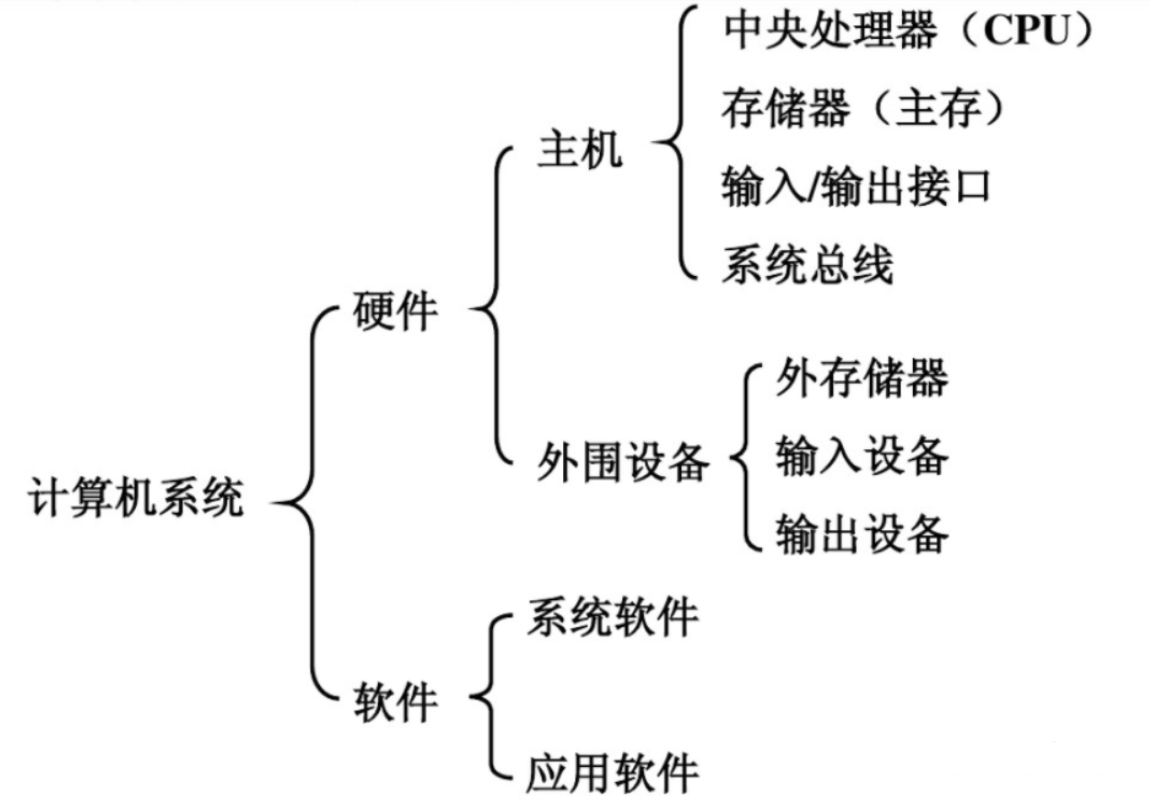 中央处理器（CPU）
存储器（主存）
主机
输入/输出接口
系统总线
硬件
外存储器
外围设备
输入设备
输出设备
计算机系统
系统软件
软件
应用软件